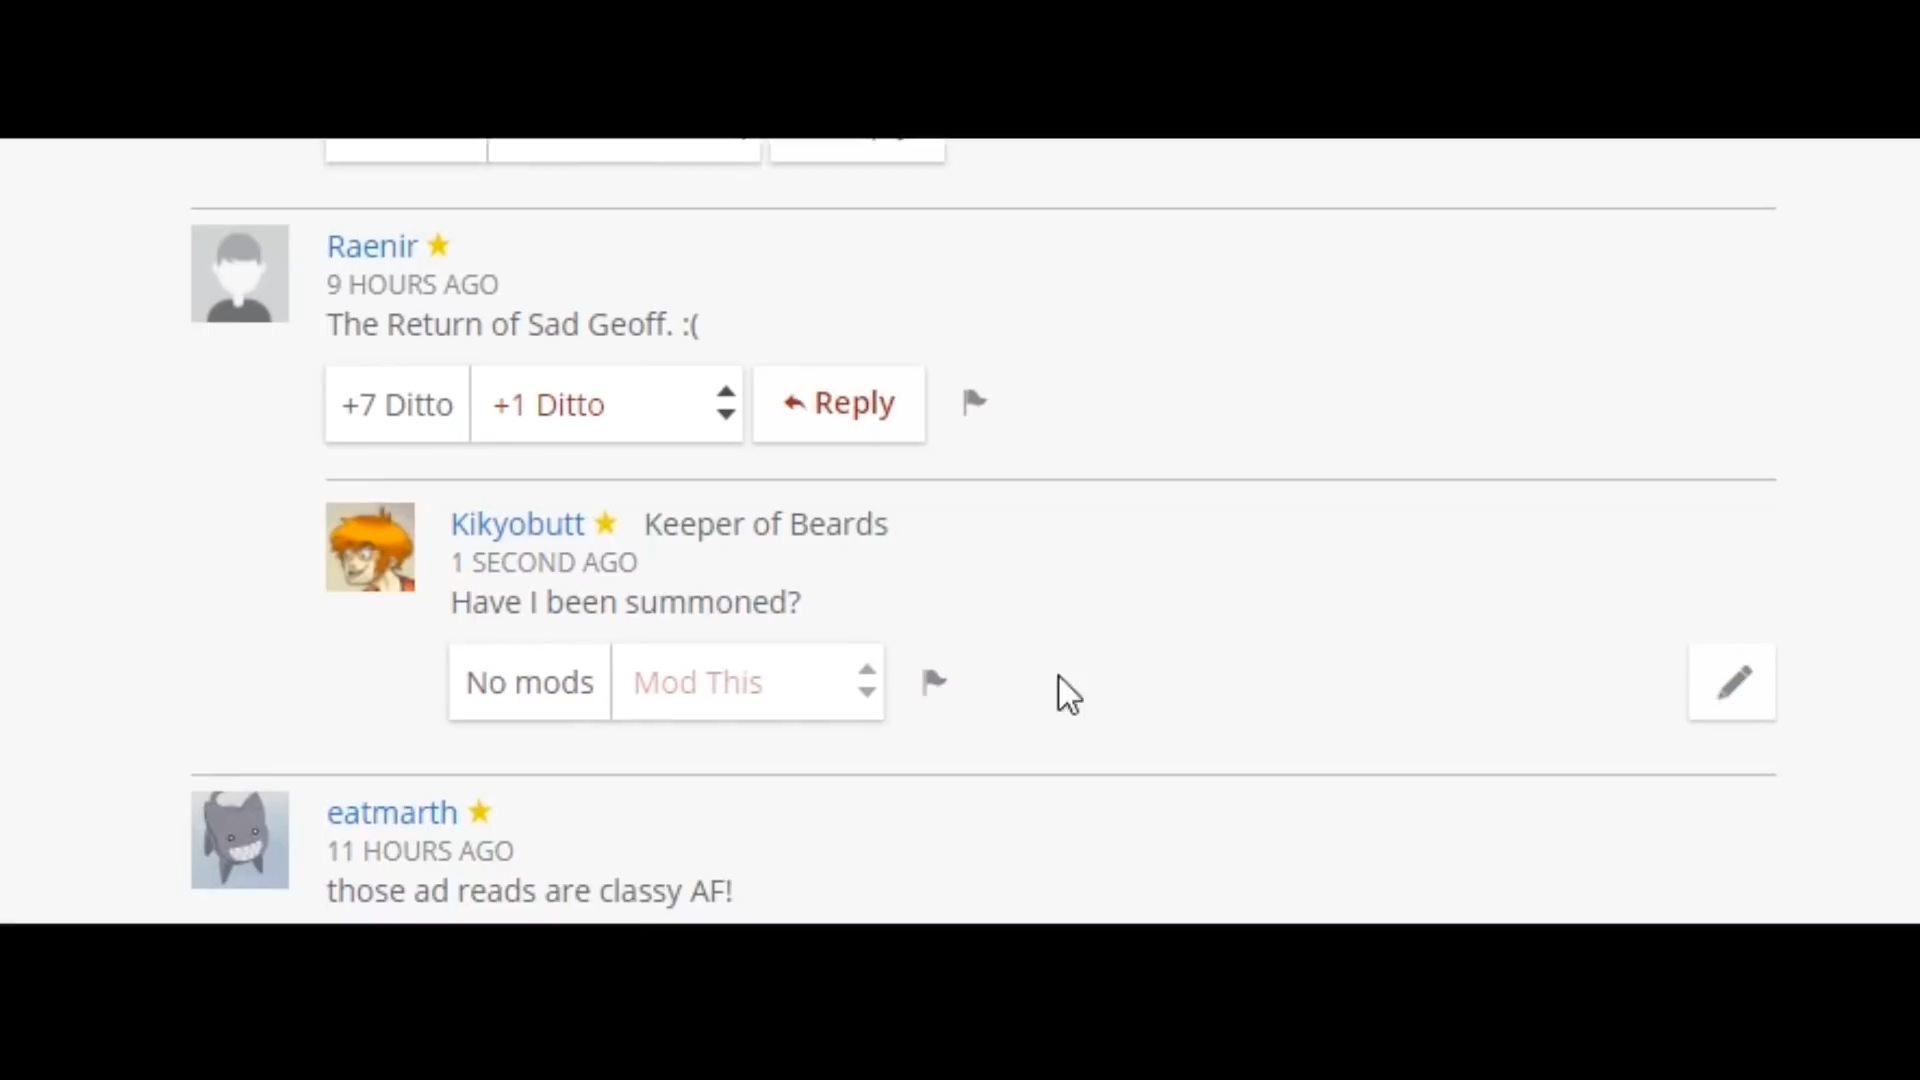 Raenir
9 HOURS AGO
The Return of Sad Geoff. :(
+7 Ditto
+1 Ditto
Reply
Kikyobutt Keeper of Beards
1 SECOND AGO
Have I been summoned?
No mods
Mod This
eatmarth
11 HOURS AGO
those ad reads are classy AF!